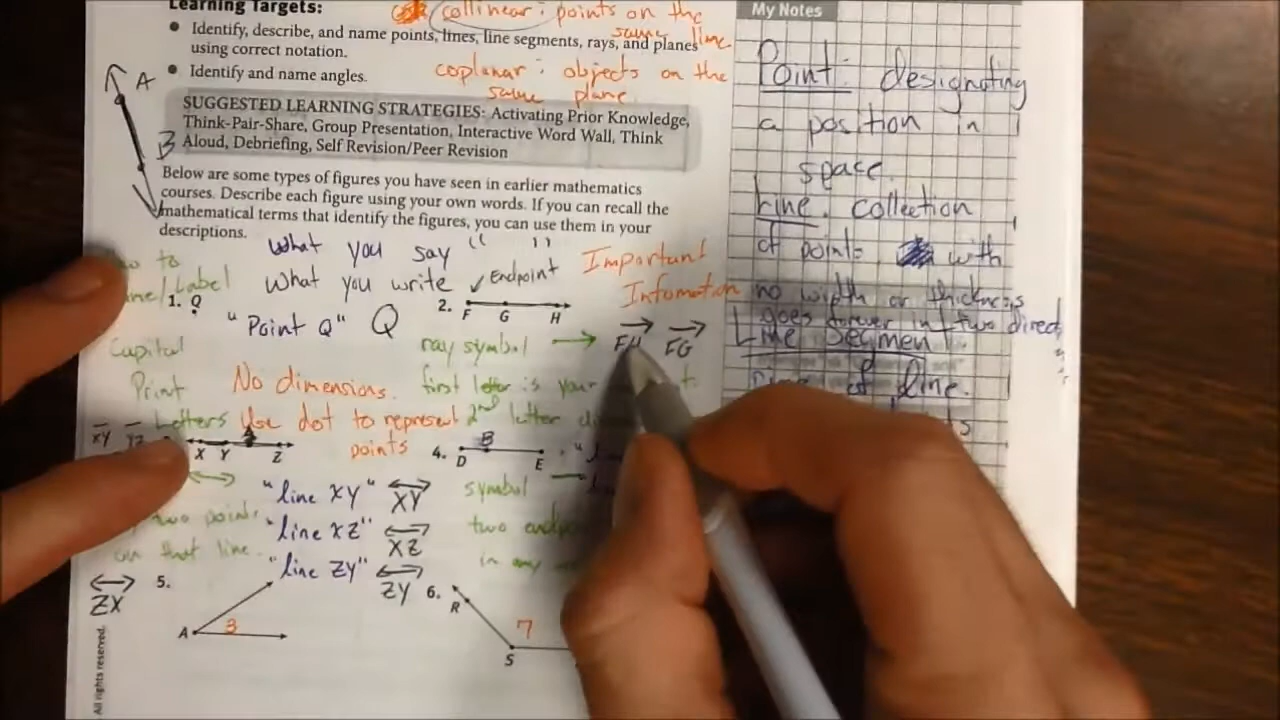 Learning Targets:
collinear : points on the
same line
• Identify, describe, and name points, lines, line segments, rays, and planes
using correct notation.
• Identify and name angles.
coplanar : objects on the
same plane.
A
B
SUGGESTED LEARNING STRATEGIES: Activating Prior Knowledge,
Think-Pair-Share, Group Presentation, Interactive Word Wall, Think
Aloud, Debriefing, Self Revision/Peer Revision
Below are some types of figures you have seen in earlier mathematics
courses. Describe each figure using your own words. If you can recall the
mathematical terms that identify the figures, you can use them in your
descriptions.
What you say " "
What you write
Endpoint
Important
Infomation
to
Label
1. Q
"Point Q" Q
2. F G H
Capital
Print
Letters
No dimensions.
Use dot to represent
points
ray symbol → FH FG
first letter is your
2nd letter
XY YZ
X Y Z
4. D B E
"line XY" XY
"line XZ" XZ
"line ZY" ZY
two points
on that line.
symbol
two
in any
ZX
5. A 3
6. R S 7
All rights reserved.
My Notes
Point: designating
a position in
space.
Line: collection
of points with
no width or thickness
goes forever in two direct
Line Segment
of line.